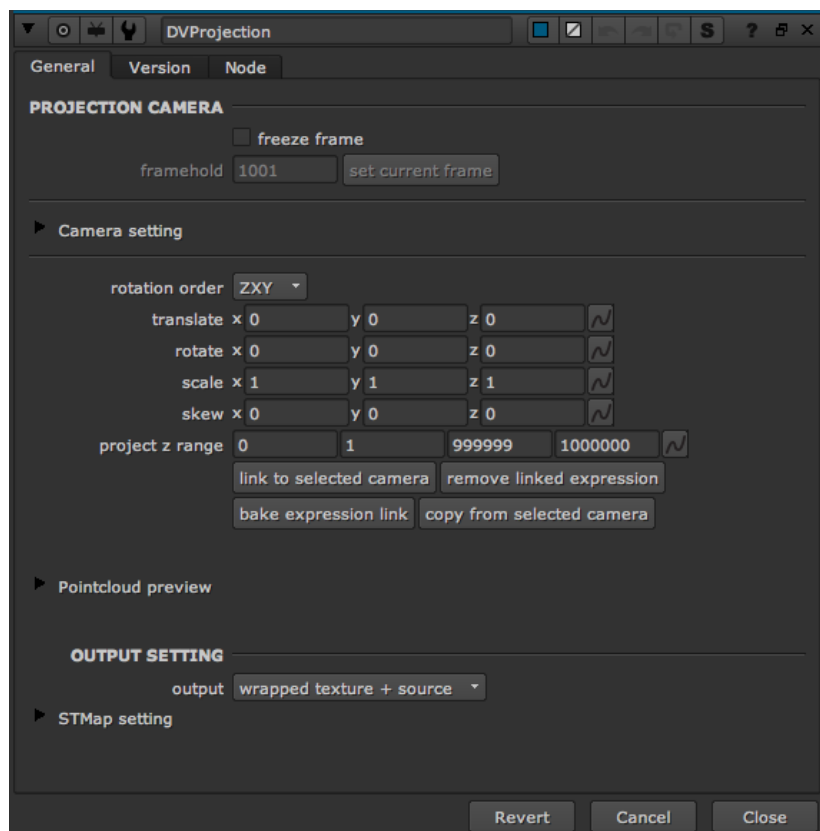 DVProjection S ? ×
General Version Node
PROJECTION CAMERA
freeze frame
framehold 1001 set current frame
Camera setting
rotation order ZXY
translate x 0 y 0 z 0
rotate x 0 y 0 z 0
scale x 1 y 1 z 1
skew x 0 y 0 z 0
project z range 0 1 999999 1000000
link to selected camera remove linked expression
bake expression link copy from selected camera
Pointcloud preview
OUTPUT SETTING
output wrapped texture + source
STMap setting
Revert Cancel Close